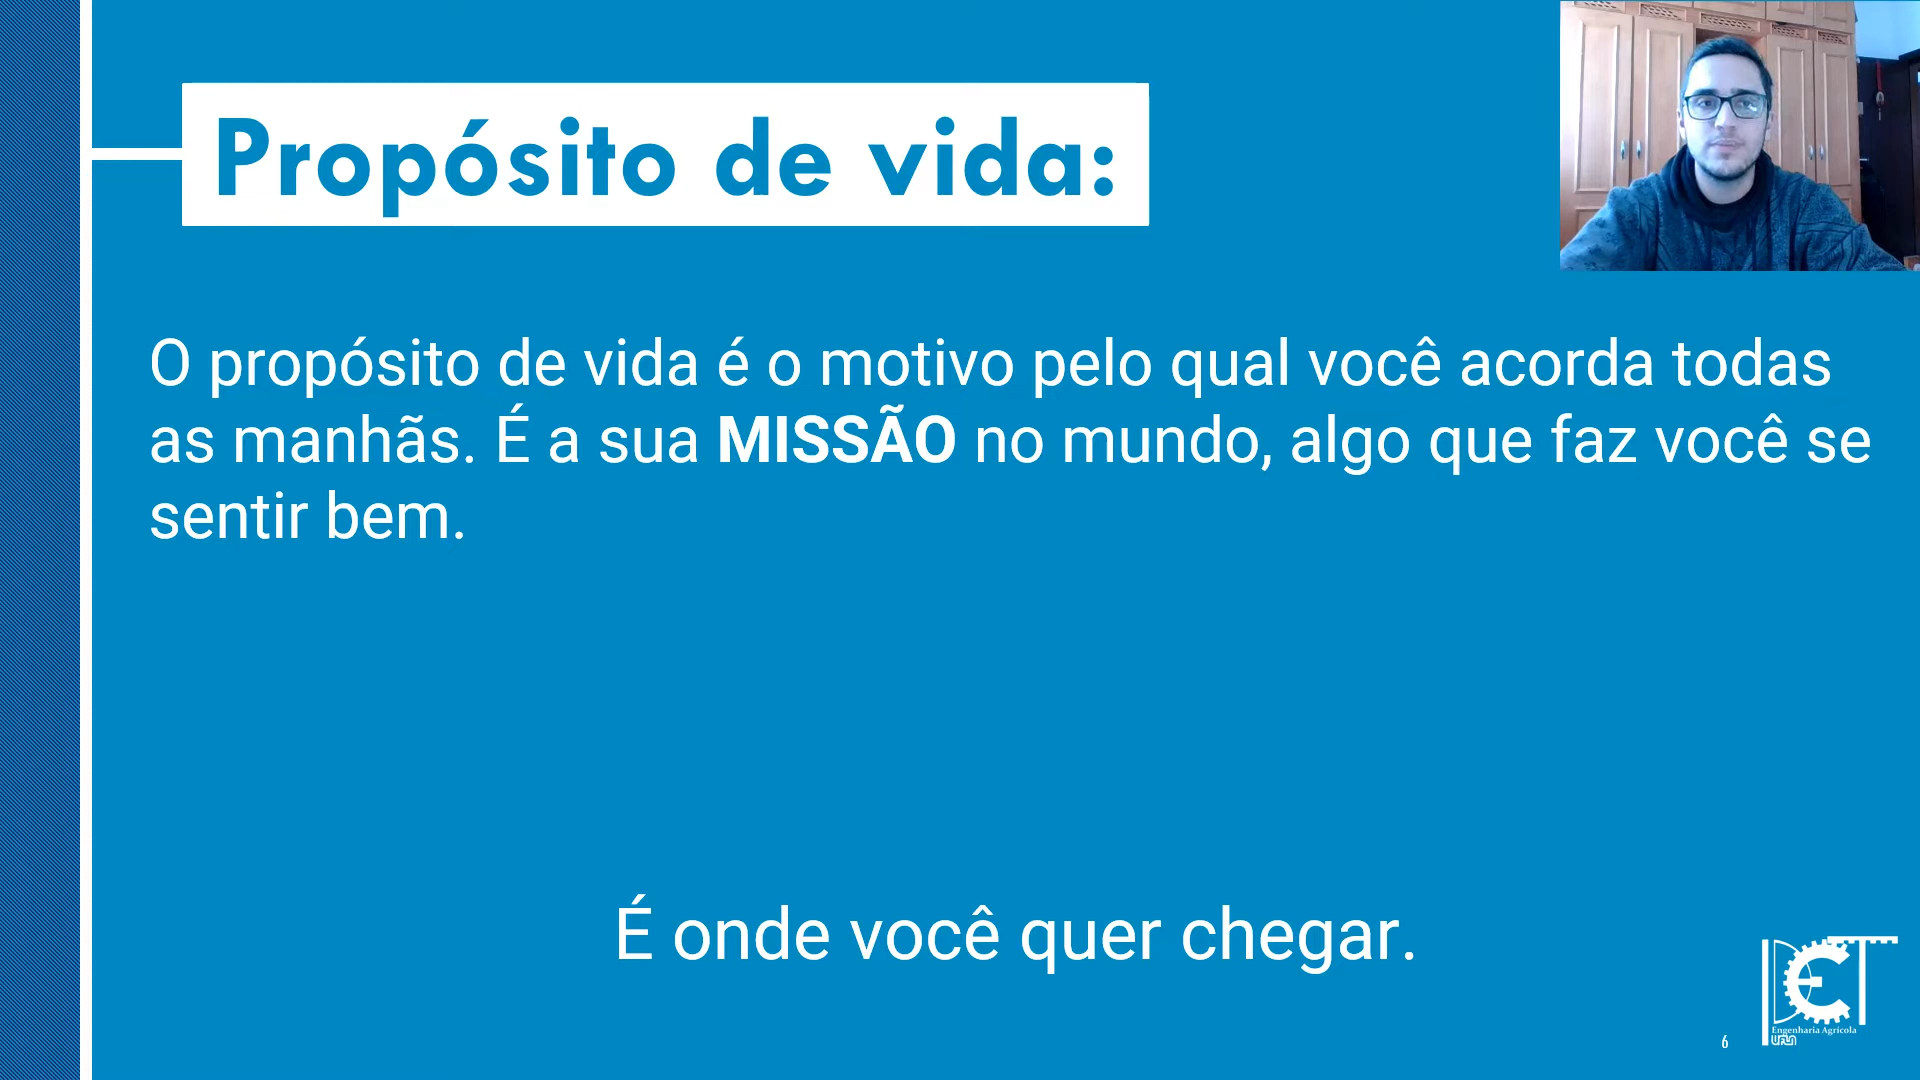 Propósito de vida:
O propósito de vida é o motivo pelo qual você acorda todas
as manhãs. É a sua MISSÃO no mundo, algo que faz você se
sentir bem.
É onde você quer chegar.
Engenharia Agrícola
6